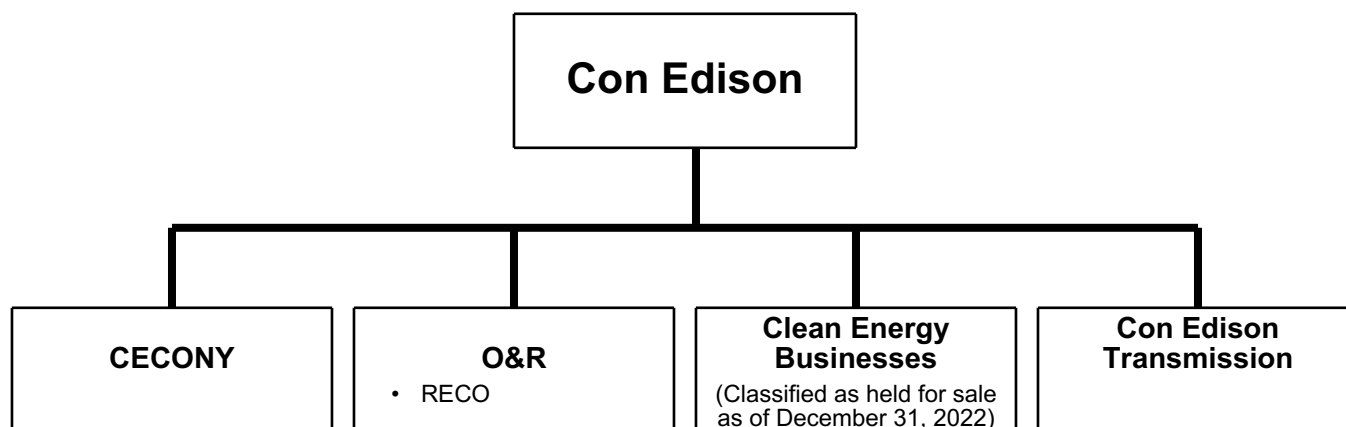 Con Edison
CECONY
O&R
• RECO
Clean Energy
Businesses
(Classified as held for sale
as of December 31, 2022)
Con Edison
Transmission